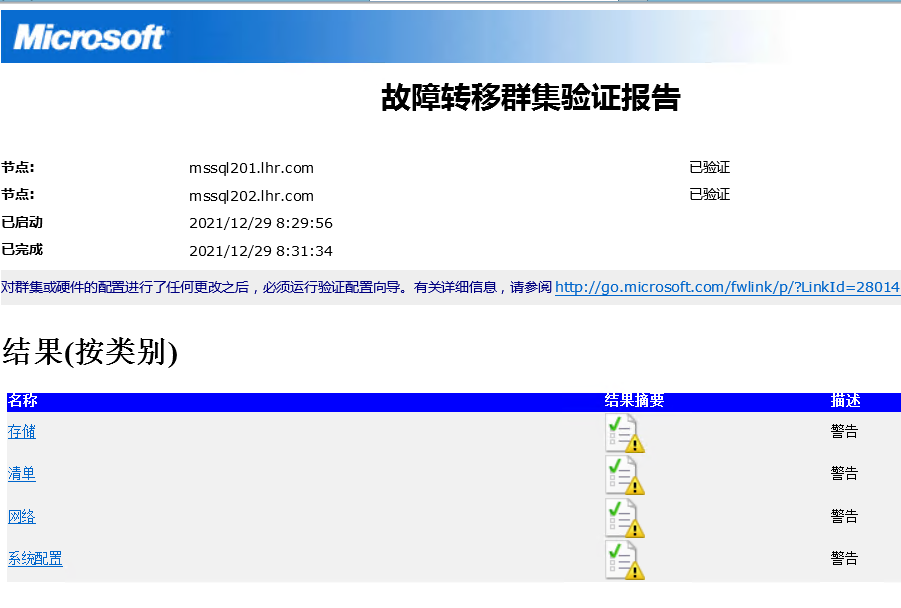 Microsoft
故障转移群集验证报告
节点: mssql201.lhr.com 已验证
节点: mssql202.lhr.com 已验证
已启动 2021/12/29 8:29:56
已完成 2021/12/29 8:31:34
对群集或硬件的配置进行了任何更改之后，必须运行验证配置向导。有关详细信息，请参阅 http://go.microsoft.com/fwlink/p/?LinkId=28014
结果(按类别)
名称 结果摘要 描述
存储 警告
清单 警告
网络 警告
系统配置 警告